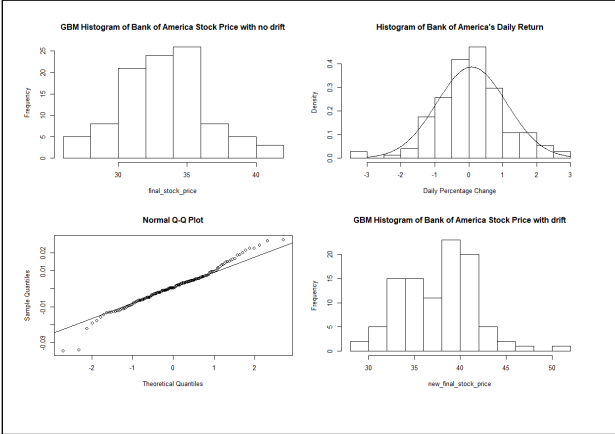 GBM Histogram of Bank of America Stock Price with no drift
Frequency
0 5 10 15 20 25
30 35 40
final_stock_price
Histogram of Bank of America's Daily Return
Density
0.0 0.1 0.2 0.3 0.4
-3 -2 -1 0 1 2 3
Daily Percentage Change
Normal Q-Q Plot
Sample Quantiles
-0.03 -0.01 0.01 0.02
-2 -1 0 1 2
Theoretical Quantiles
GBM Histogram of Bank of America Stock Price with drift
Frequency
0 5 10 15 20
30 35 40 45 50
new_final_stock_price